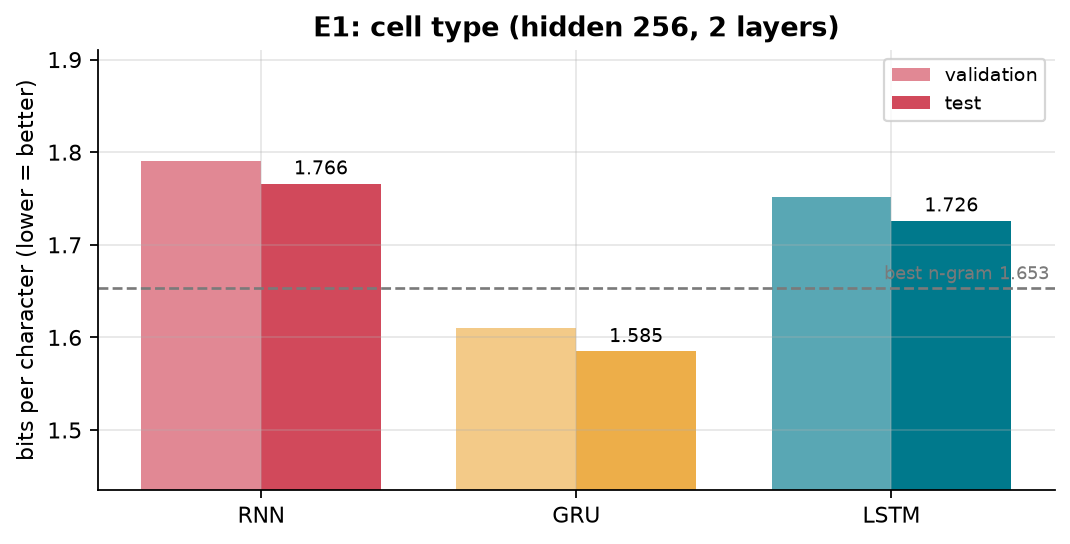 E1: cell type (hidden 256, 2 layers)
bits per character (lower = better)
1.9
1.8
1.7
1.6
1.5
validation
test
1.766
1.585
1.726
best n-gram 1.653
RNN
GRU
LSTM